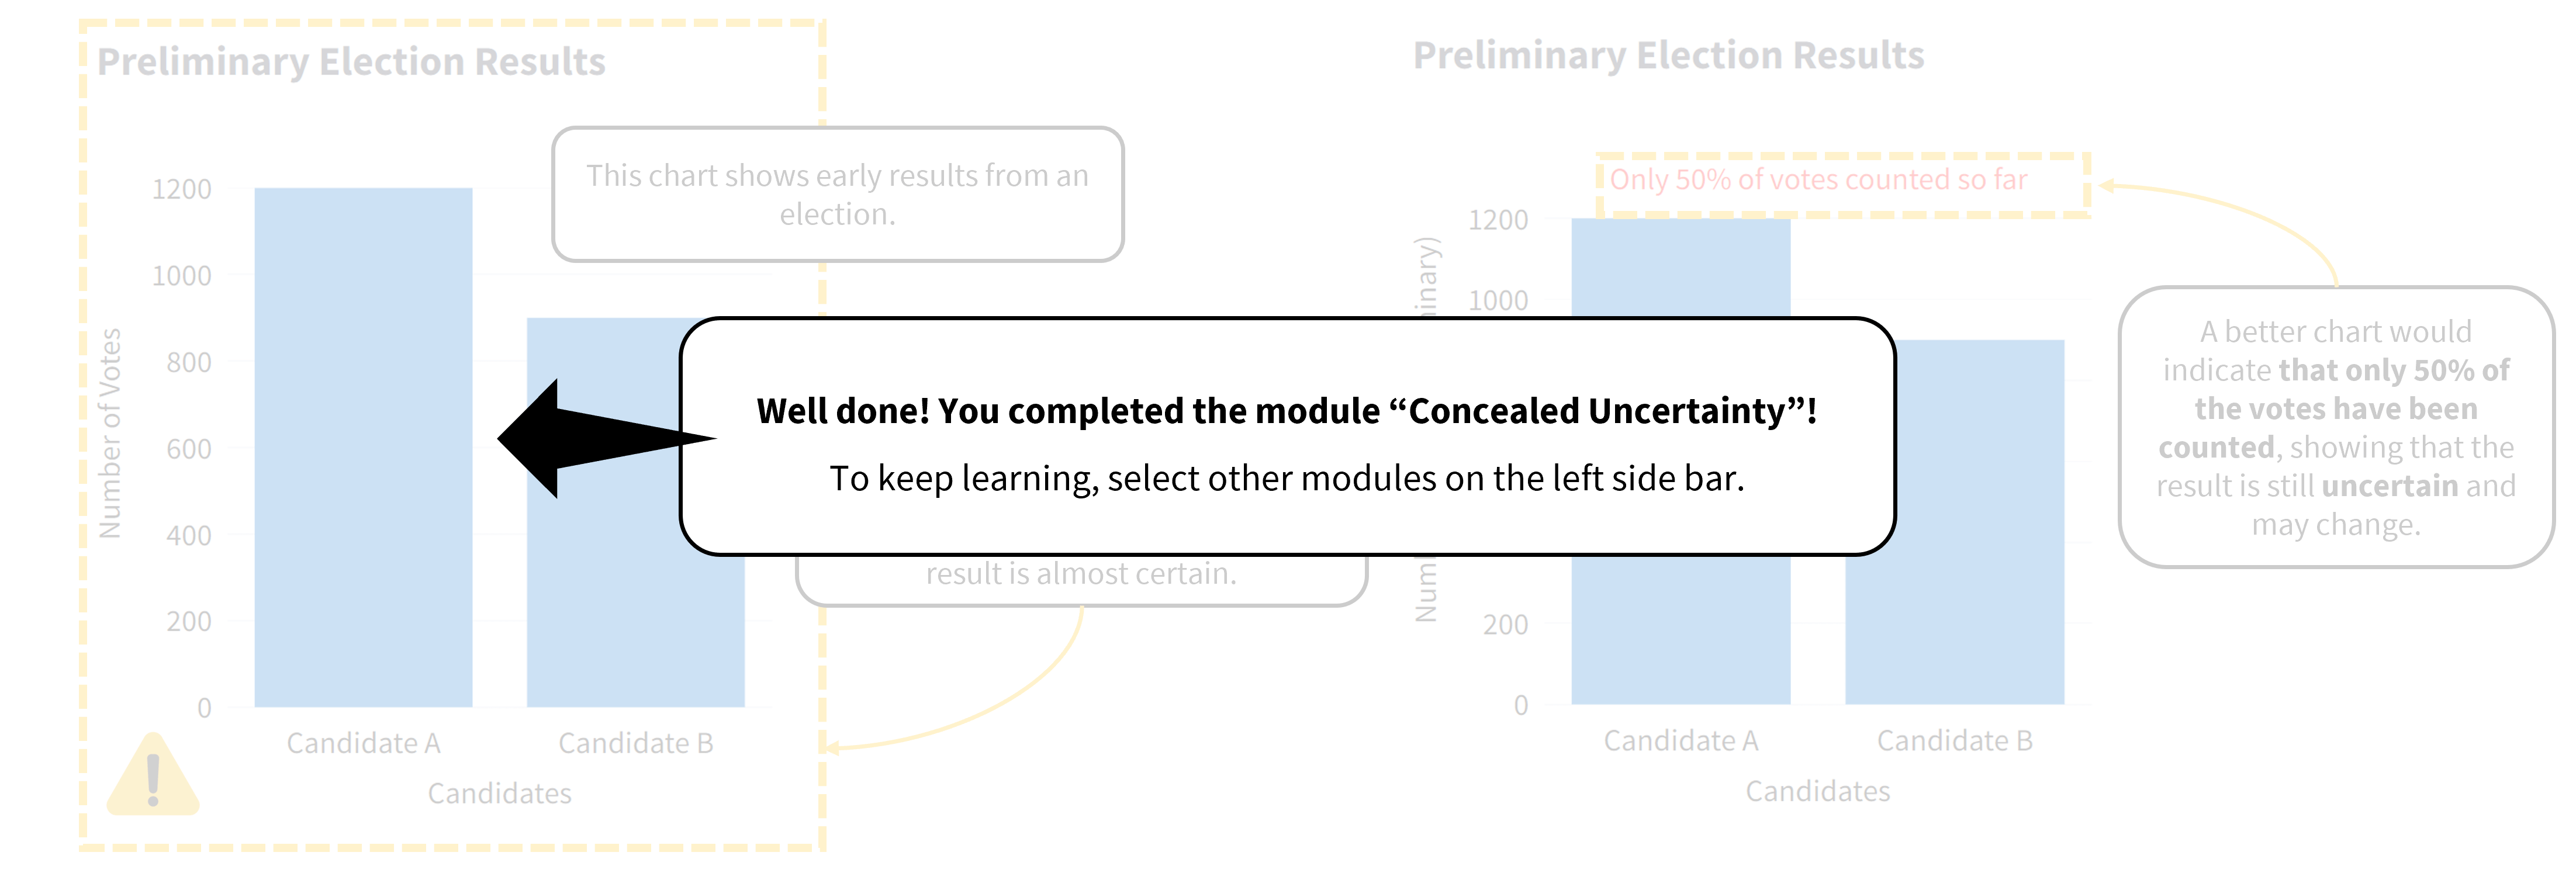 Preliminary Election Results
This chart shows early results from an
election.
1200
1000
800
600
400
200
0
Number of Votes
Candidate A
Candidate B
Candidates
result is almost certain.
Well done! You completed the module “Concealed Uncertainty”!
To keep learning, select other modules on the left side bar.
Preliminary Election Results
Only 50% of votes counted so far
1200
1000
200
0
Candidate A
Candidate B
Candidates
A better chart would
indicate that only 50% of
the votes have been
counted, showing that the
result is still uncertain and
may change.